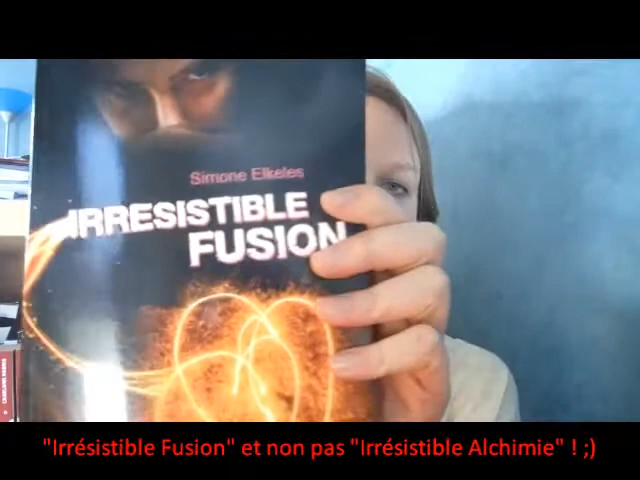 Simone Elkeles
IRRESISTIBLE
FUSION
"Irrésistible Fusion" et non pas "Irrésistible Alchimie" ! ;)